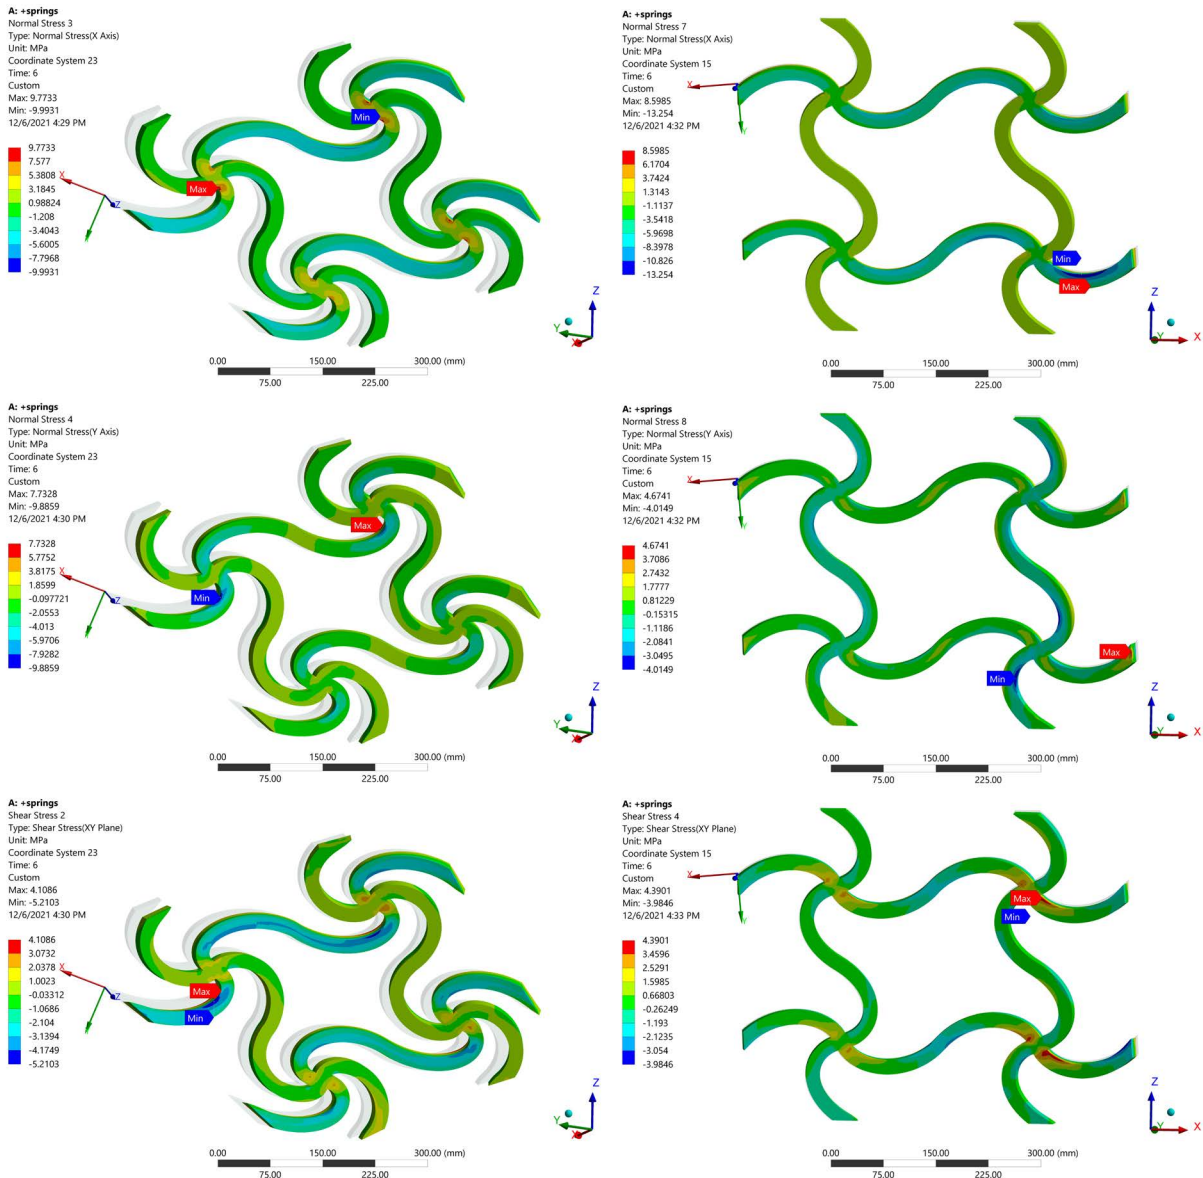 A: +springs
Normal Stress 3
Type: Normal Stress(X Axis)
Unit: MPa
Coordinate System 23
Time: 6
Custom
Max: 9.7733
Min: -9.9931
12/6/2021 4:29 PM
9.7733
7.577
5.3808
3.1845
0.98824
-1.208
-3.4043
-5.6005
-7.7968
-9.9931
X
Z
Y
Min
Max
Z
Y
X
0.00 150.00 300.00 (mm)
75.00 225.00
A: +springs
Normal Stress 7
Type: Normal Stress(X Axis)
Unit: MPa
Coordinate System 15
Time: 6
Custom
Max: 8.5985
Min: -13.254
12/6/2021 4:32 PM
8.5985
6.1704
3.7424
1.3143
-1.1137
-3.5418
-5.9698
-8.3978
-10.826
-13.254
X
Y
Min
Max
Z
Y
X
0.00 150.00 300.00 (mm)
75.00 225.00
A: +springs
Normal Stress 4
Type: Normal Stress(Y Axis)
Unit: MPa
Coordinate System 23
Time: 6
Custom
Max: 7.7328
Min: -9.8859
12/6/2021 4:30 PM
7.7328
5.7752
3.8175
1.8599
-0.097721
-2.0553
-4.013
-5.9706
-7.9282
-9.8859
X
Z
Y
Max
Min
Z
Y
X
0.00 150.00 300.00 (mm)
75.00 225.00
A: +springs
Normal Stress 8
Type: Normal Stress(Y Axis)
Unit: MPa
Coordinate System 15
Time: 6
Custom
Max: 4.6741
Min: -4.0149
12/6/2021 4:32 PM
4.6741
3.7086
2.7432
1.7777
0.81229
-0.15315
-1.1186
-2.0841
-3.0495
-4.0149
X
Y
Max
Min
Z
Y
X
0.00 150.00 300.00 (mm)
75.00 225.00
A: +springs
Shear Stress 2
Type: Shear Stress(XY Plane)
Unit: MPa
Coordinate System 23
Time: 6
Custom
Max: 4.1086
Min: -5.2103
12/6/2021 4:30 PM
4.1086
3.0732
2.0378
1.0023
-0.03312
-1.0686
-2.104
-3.1394
-4.1749
-5.2103
X
Z
Y
Max
Min
Z
Y
X
0.00 150.00 300.00 (mm)
75.00 225.00
A: +springs
Shear Stress 4
Type: Shear Stress(XY Plane)
Unit: MPa
Coordinate System 15
Time: 6
Custom
Max: 4.3901
Min: -3.9846
12/6/2021 4:33 PM
4.3901
3.4596
2.5291
1.5985
0.66803
-0.26249
-1.193
-2.1235
-3.054
-3.9846
X
Y
Max
Min
Z
Y
X
0.00 150.00 300.00 (mm)
75.00 225.00